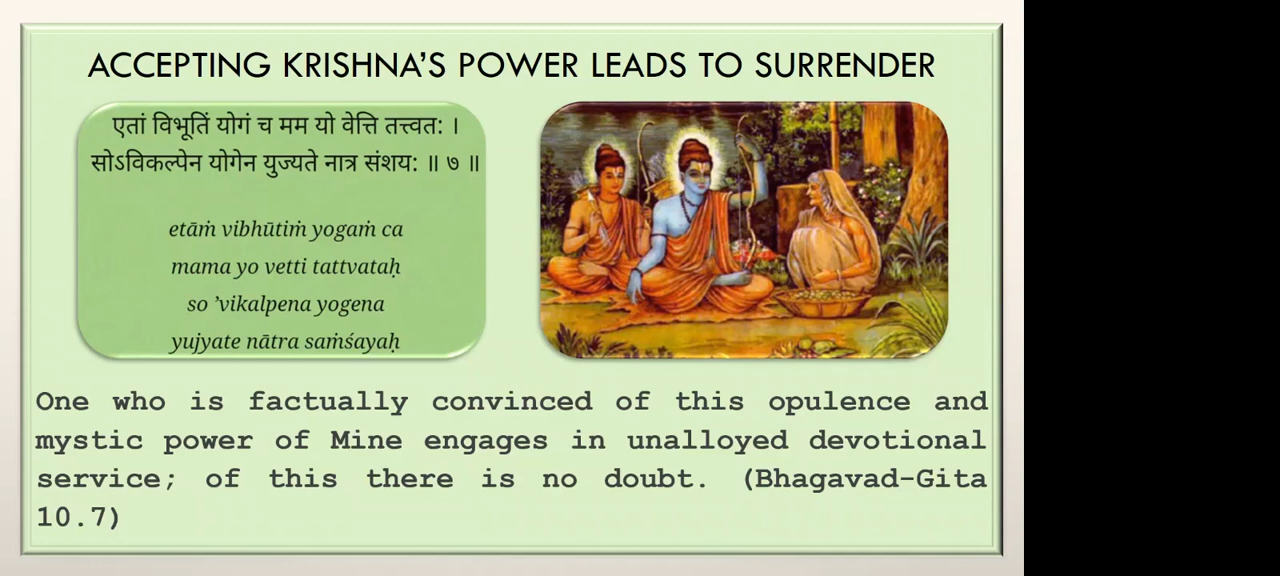 ACCEPTING KRISHNA’S POWER LEADS TO SURRENDER
एतां विभूतिं योगं च मम यो वेत्ति तत्त्वत: ।
सोऽविकल्पेन योगेन युज्यते नात्र संशय: ॥ ७ ॥
etāṁ vibhūtiṁ yogaṁ ca
mama yo vetti tattvataḥ
so ’vikalpena yogena
yujyate nātra saṁśayaḥ
One who is factually convinced of this opulence and
mystic power of Mine engages in unalloyed devotional
service; of this there is no doubt. (Bhagavad-Gita
10.7)